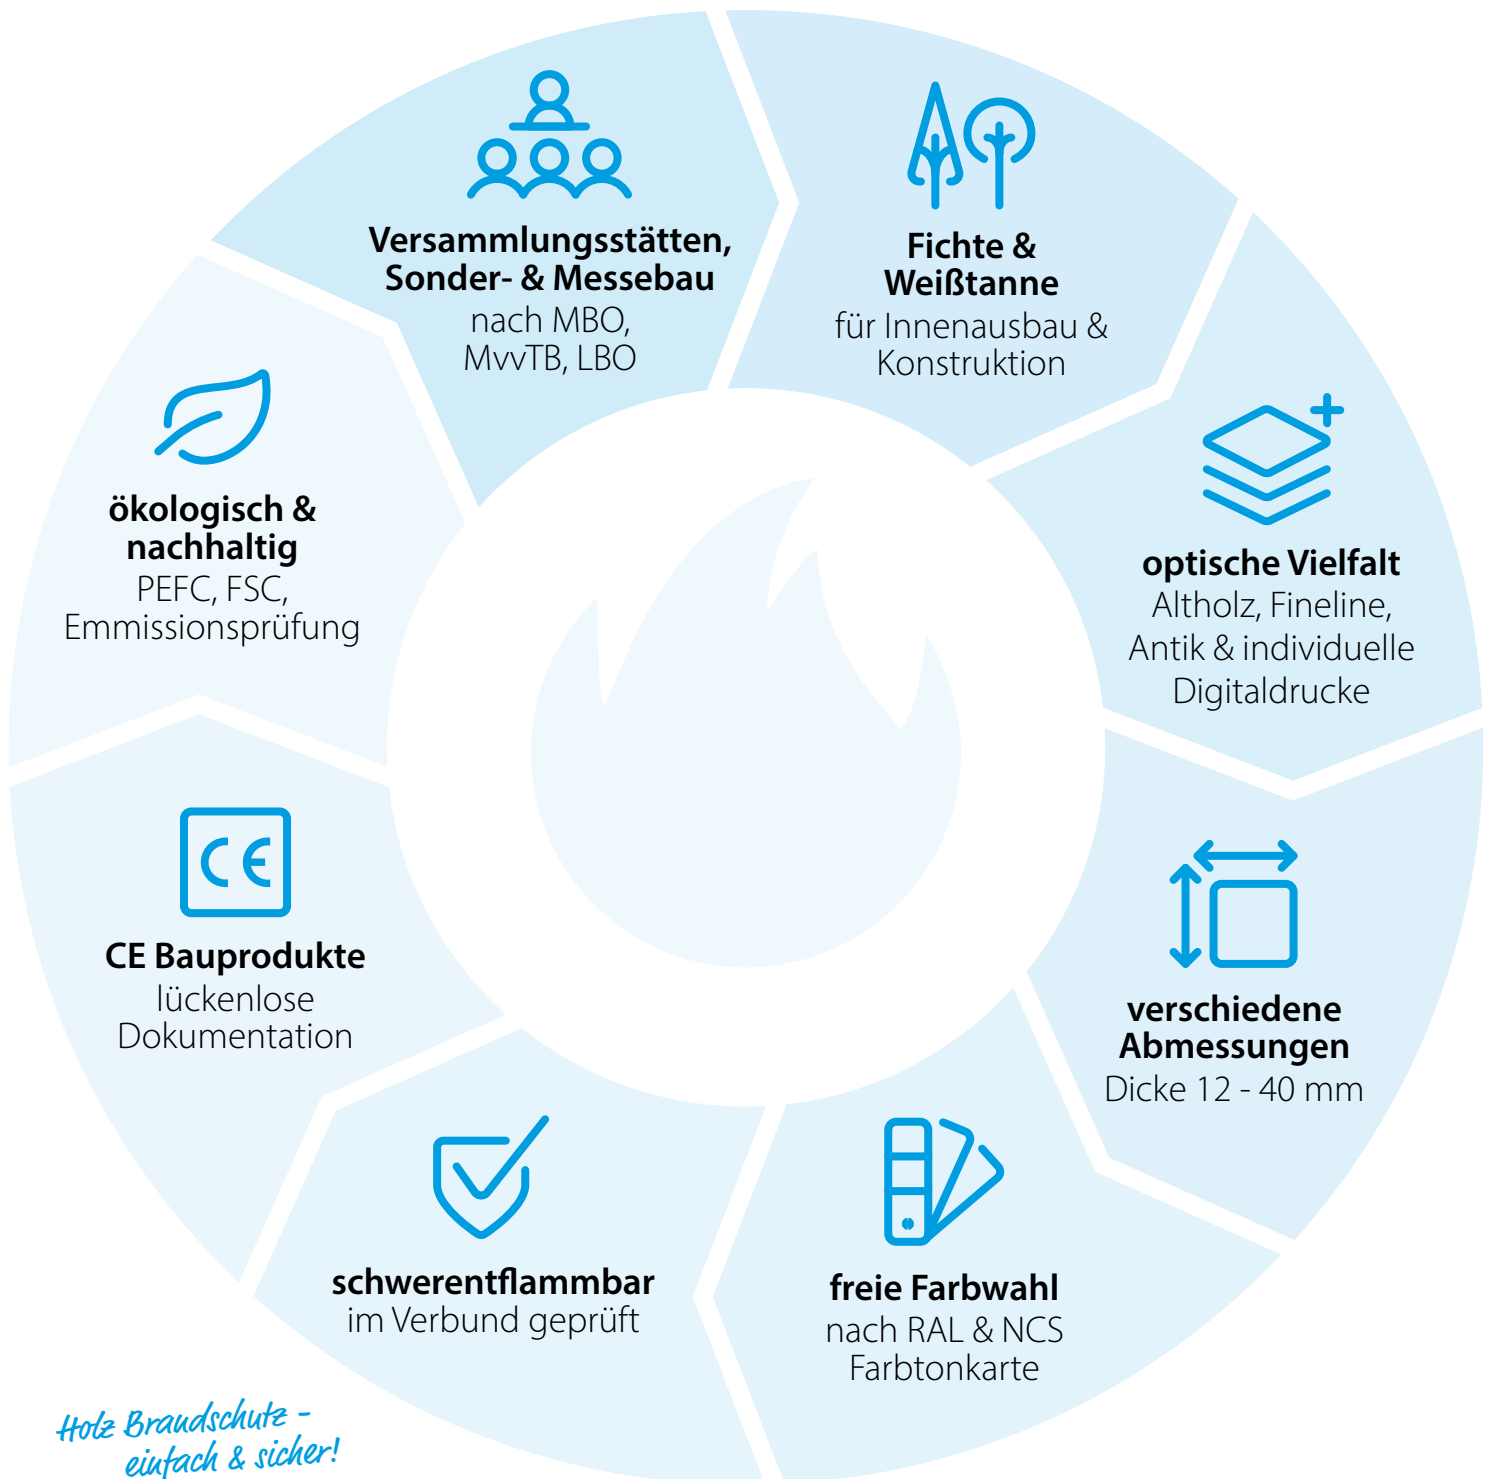 Versammlungsstätten,
Sonder- & Messebau
nach MBO,
MvvTB, LBO
Fichte &
Weißtanne
für Innenausbau &
Konstruktion
optische Vielfalt
Altholz, Fineline,
Antik & individuelle
Digitaldrucke
verschiedene
Abmessungen
Dicke 12 - 40 mm
freie Farbwahl
nach RAL & NCS
Farbtonkarte
schwerentflammbar
im Verbund geprüft
CE
CE Bauprodukte
lückenlose
Dokumentation
ökologisch &
nachhaltig
PEFC, FSC,
Emmissionsprüfung
Holz Brandschutz -
einfach & sicher!